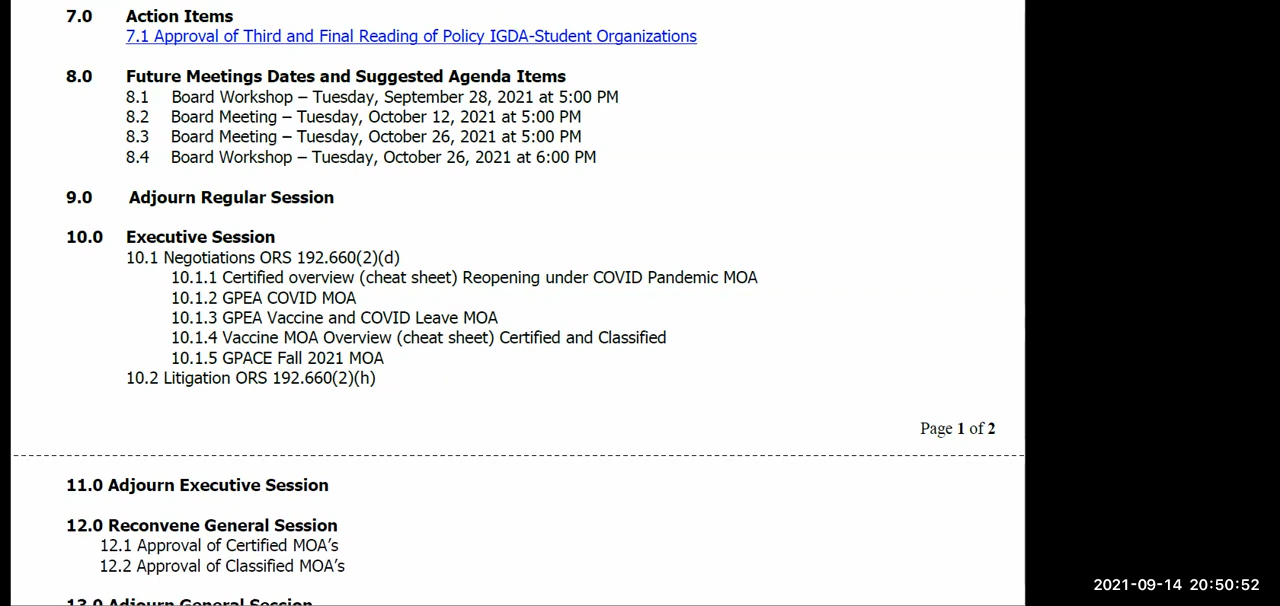 7.0 Action Items
7.1 Approval of Third and Final Reading of Policy IGDA-Student Organizations
8.0 Future Meetings Dates and Suggested Agenda Items
8.1 Board Workshop – Tuesday, September 28, 2021 at 5:00 PM
8.2 Board Meeting – Tuesday, October 12, 2021 at 5:00 PM
8.3 Board Meeting – Tuesday, October 26, 2021 at 5:00 PM
8.4 Board Workshop – Tuesday, October 26, 2021 at 6:00 PM
9.0 Adjourn Regular Session
10.0 Executive Session
10.1 Negotiations ORS 192.660(2)(d)
10.1.1 Certified overview (cheat sheet) Reopening under COVID Pandemic MOA
10.1.2 GPEA COVID MOA
10.1.3 GPEA Vaccine and COVID Leave MOA
10.1.4 Vaccine MOA Overview (cheat sheet) Certified and Classified
10.1.5 GPACE Fall 2021 MOA
10.2 Litigation ORS 192.660(2)(h)
Page 1 of 2
11.0 Adjourn Executive Session
12.0 Reconvene General Session
12.1 Approval of Certified MOA’s
12.2 Approval of Classified MOA’s
13.0 Adjourn General Session
2021-09-14 20:50:52